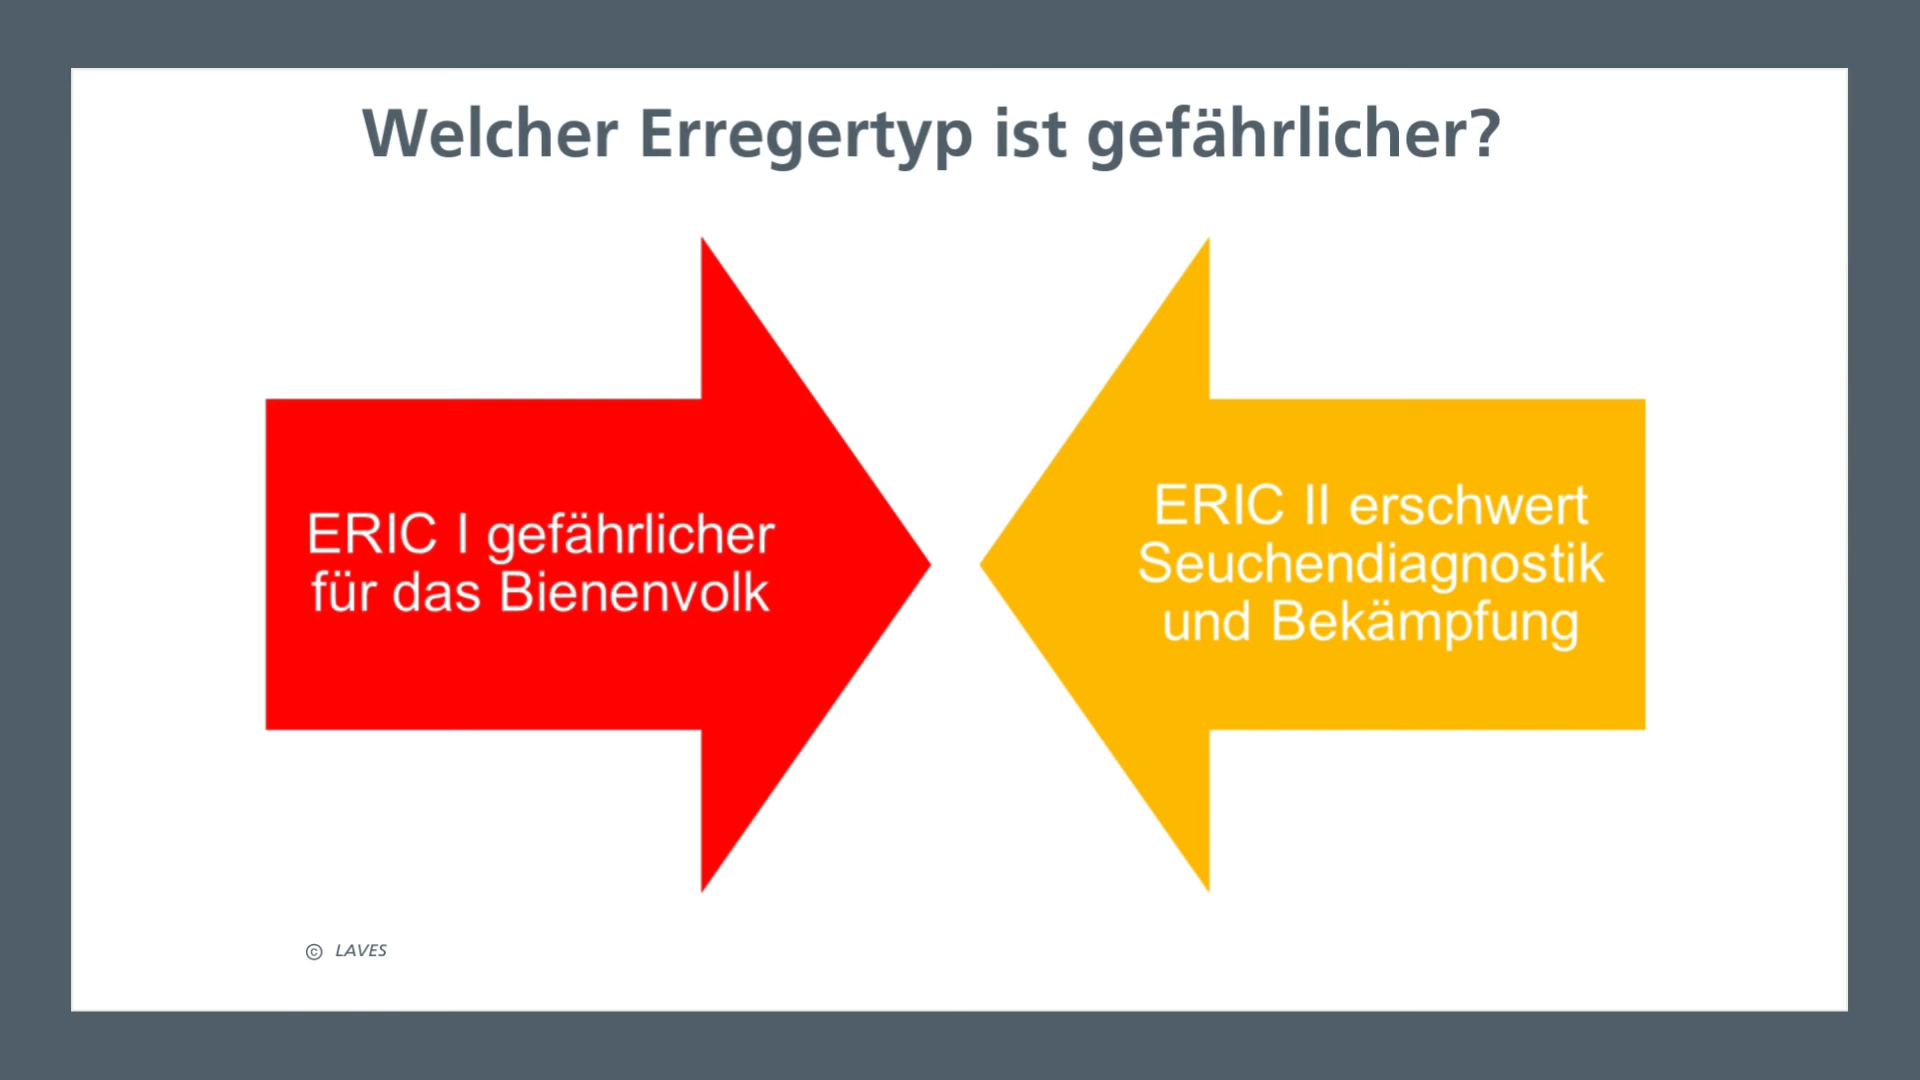 Welcher Erregertyp ist gefährlicher?
ERIC I gefährlicher
für das Bienenvolk
ERIC II erschwert
Seuchendiagnostik
und Bekämpfung
© LAVES